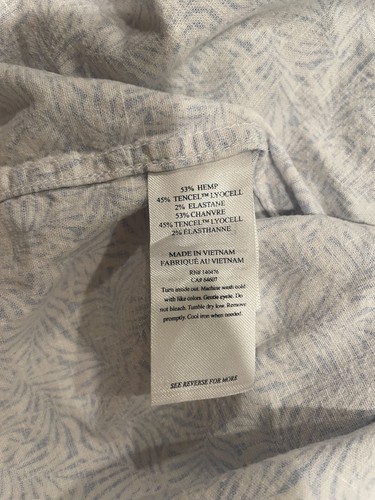 53% HEMP
45% TENCEL™ LYOCELL
2% ELASTANE
53% CHANVRE
45% TENCEL™ LYOCELL
2% ÉLASTHANNE
MADE IN VIETNAM
FABRIQUÉ AU VIETNAM
RN# 140476
CA# 64607
Turn inside out. Machine wash cold
with like colors. Gentle cycle. Do
not bleach. Tumble dry low. Remove
promptly. Cool iron when needed.
SEE REVERSE FOR MORE